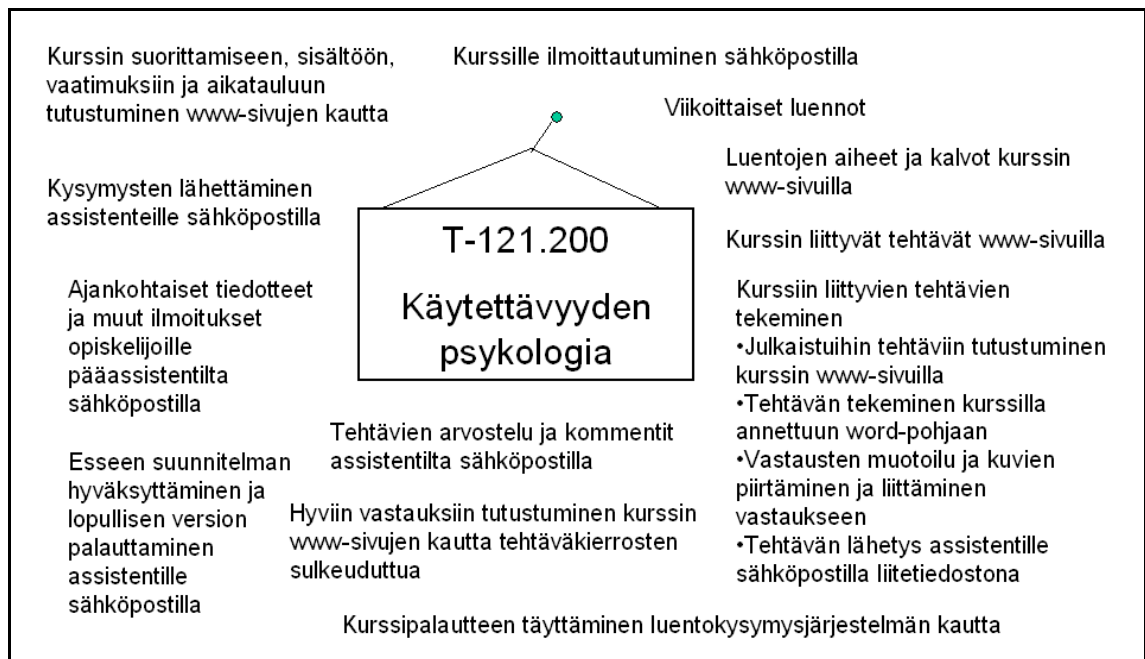 Kurssin suorittamiseen, sisältöön,
vaatimuksiin ja aikatauluun
tutustuminen www-sivujen kautta
Kurssille ilmoittautuminen sähköpostilla
Viikoittaiset luennot
Luentojen aiheet ja kalvot kurssin
www-sivuilla
Kysymysten lähettäminen
assistenteille sähköpostilla
T-121.200
Käytettävyyden
psykologia
Kurssin liittyvät tehtävät www-sivuilla
Ajankohtaiset tiedotteet
ja muut ilmoitukset
opiskelijoille
pääassistentilta
sähköpostilla
Kurssiin liittyvien tehtävien
tekeminen
•Julkaistuihin tehtäviin tutustuminen
kurssin www-sivuilla
•Tehtävän tekeminen kurssilla
annettuun word-pohjaan
•Vastausten muotoilu ja kuvien
piirtäminen ja liittäminen
vastaukseen
•Tehtävän lähetys assistentille
sähköpostilla liitetiedostona
Tehtävien arvostelu ja kommentit
assistentilta sähköpostilla
Esseen suunnitelman
hyväksyttäminen ja
lopullisen version
palauttaminen
assistentille
sähköpostilla
Hyviin vastauksiin tutustuminen kurssin
www-sivujen kautta tehtäväkierrosten
sulkeuduttua
Kurssipalautteen täyttäminen luentokysymysjärjestelmän kautta